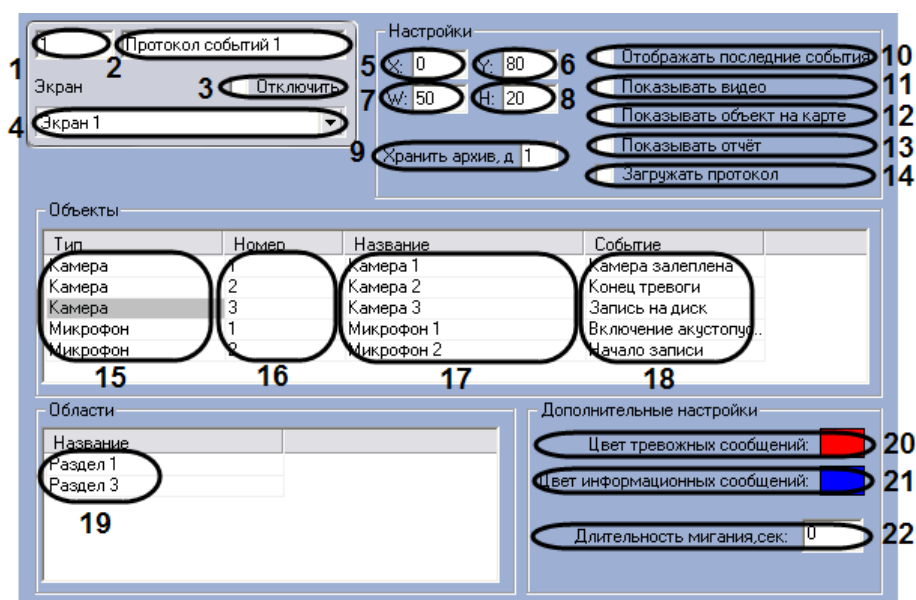 Настройки
1 Протокол событий 1
1 2
Экран 3 Отключить
4 Экран 1
5 X: 0 Y: 80 6
7 W: 50 H: 20 8
9 Хранить архив, д 1
Отображать последние события 10
Показывать видео 11
Показывать объект на карте 12
Показывать отчёт 13
Загружать протокол 14
Объекты
Тип Номер Название Событие
Камера 1 Камера 1 Камера залеплена
Камера 2 Камера 2 Конец тревоги
Камера 3 Камера 3 Запись на диск
Микрофон 1 Микрофон 1 Включение акустопус..
Микрофон 2 Микрофон 2 Начало записи
15 16 17 18
Области
Название
Раздел 1
Раздел 3
19
Дополнительные настройки
Цвет тревожных сообщений: 20
Цвет информационных сообщений: 21
Длительность мигания,сек: 0 22